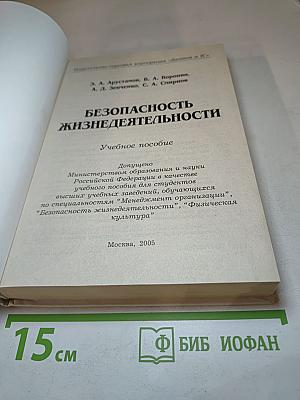 Издательско-торговая корпорация «Дашков и К°»
Э. А. Арустамов, В. А. Воронин,
А. Д. Зенченко, С. А. Смирнов
БЕЗОПАСНОСТЬ
ЖИЗНЕДЕЯТЕЛЬНОСТИ
Учебное пособие
Допущено
Министерством образования и науки
Российской Федерации в качестве
учебного пособия для студентов
высших учебных заведений, обучающихся
по специальностям "Менеджмент организации",
"Безопасность жизнедеятельности", "Физическая
культура"
Москва, 2005
15 см
Ф БИБ ИОФАН